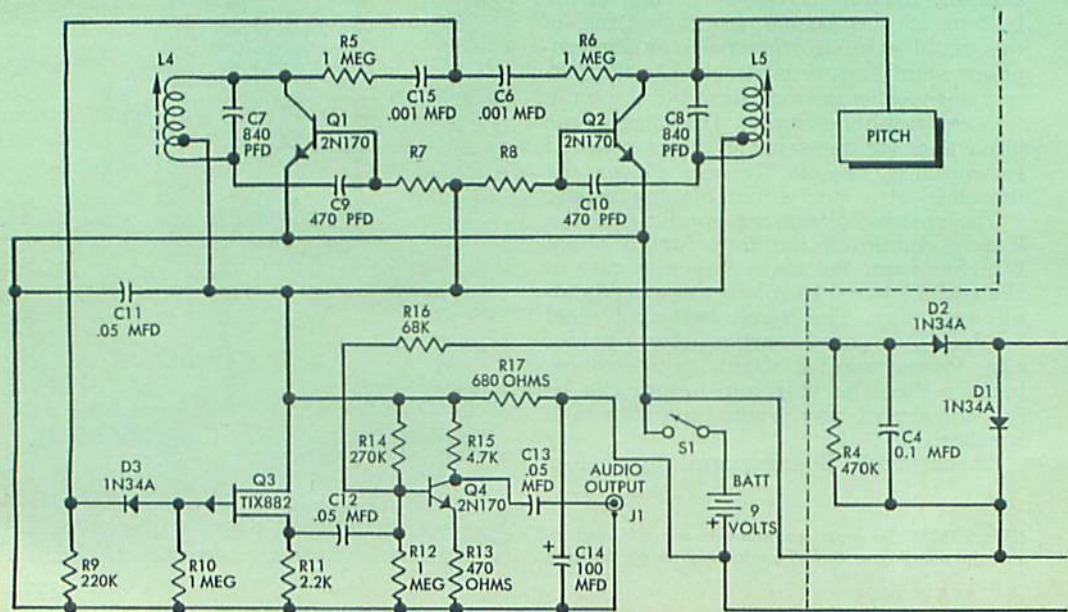 R5
1 MEG
R6
1 MEG
L4
L5
C7
840
PFD
C15
.001 MFD
C6
.001 MFD
C8
840
PFD
Q1
2N170
Q2
2N170
PITCH
R7
R8
C9
470 PFD
C10
470 PFD
C11
.05 MFD
R16
68K
D2
1N34A
R17
680 OHMS
D1
1N34A
R14
270K
R15
4.7K
C13
.05
MFD
S1
R4
470K
C4
0.1 MFD
D3
1N34A
Q3
TIX882
C12
.05 MFD
Q4
2N170
AUDIO
OUTPUT
J1
BATT
9
VOLTS
+
+
C14
100
MFD
R9
220K
R10
1 MEG
R11
2.2K
R12
1
MEG
R13
470
OHMS